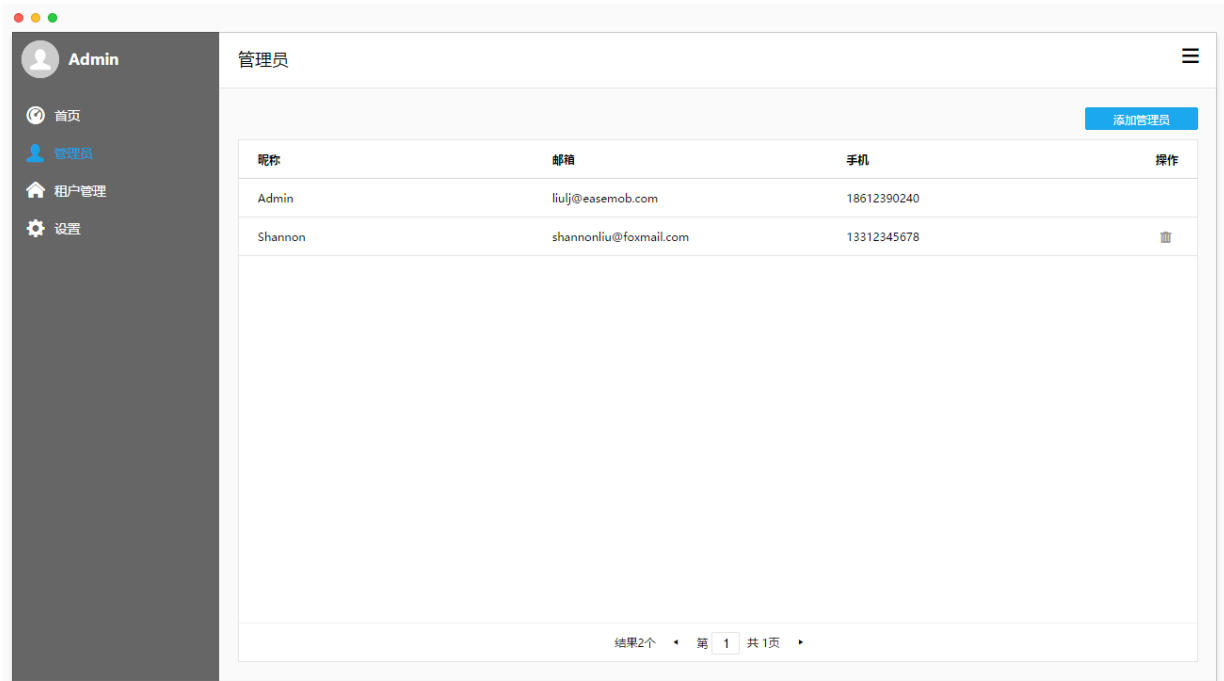 Admin
管理员
首页
管理员
租户管理
设置
添加管理员
昵称 邮箱 手机 操作
Admin liulj@easemob.com 18612390240
Shannon shannonliu@foxmail.com 13312345678
结果2个 第 1 共 1页